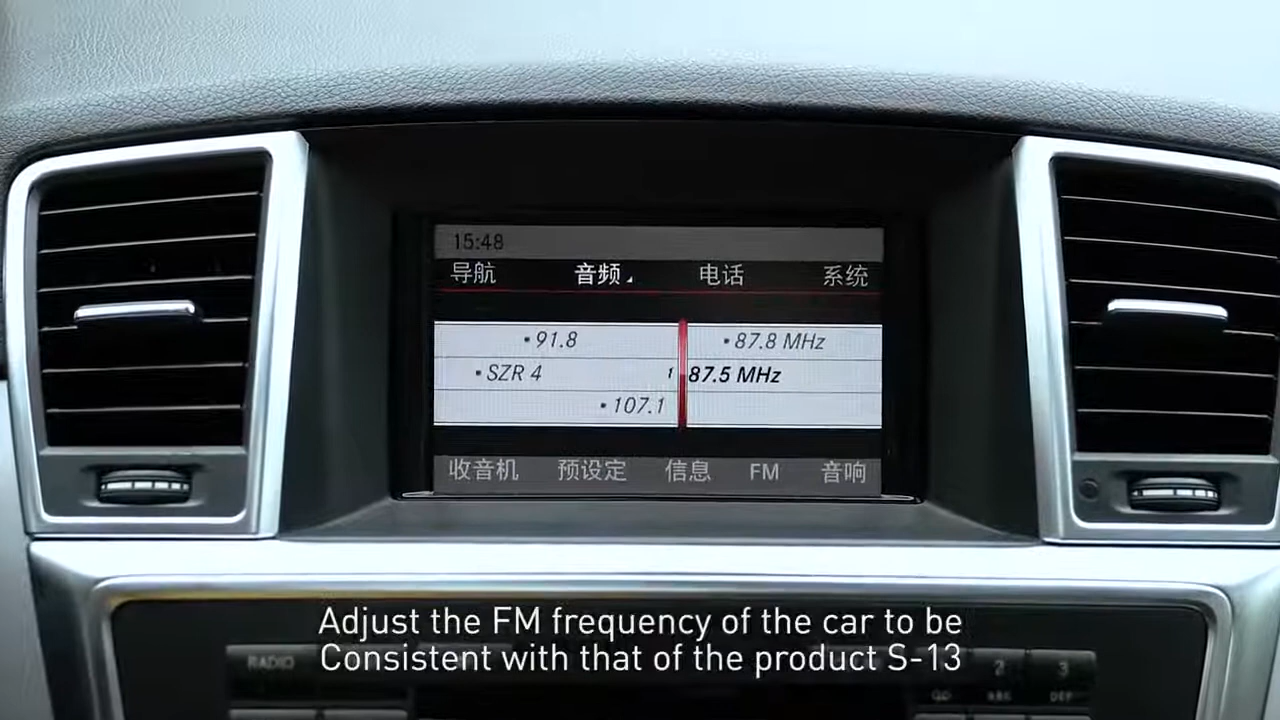 15:48
导航 音频 电话 系统
•91.8 •87.8 MHz
•SZR 4 1 87.5 MHz
•107.1
收音机 预设定 信息 FM 音响
Adjust the FM frequency of the car to be
Consistent with that of the product S-13
RADIO 2 3
ABC DEF